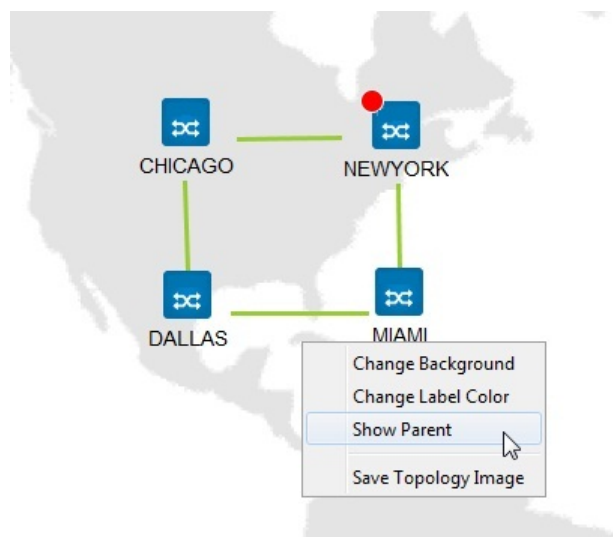 CHICAGO
NEWYORK
DALLAS
MIAMI
Change Background
Change Label Color
Show Parent
Save Topology Image